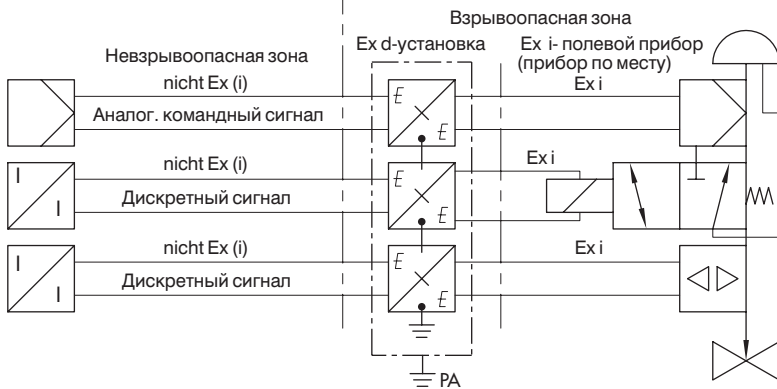 Взрывоопасная зона
Невзрывоопасная зона
Ex d-установка
Ex i- полевой прибор
(прибор по месту)
nicht Ex (i)
Аналог. командный сигнал
E
E
Ex i
nicht Ex (i)
I
I
Дискретный сигнал
E
E
Ex i
nicht Ex (i)
I
I
Дискретный сигнал
E
E
Ex i
PA